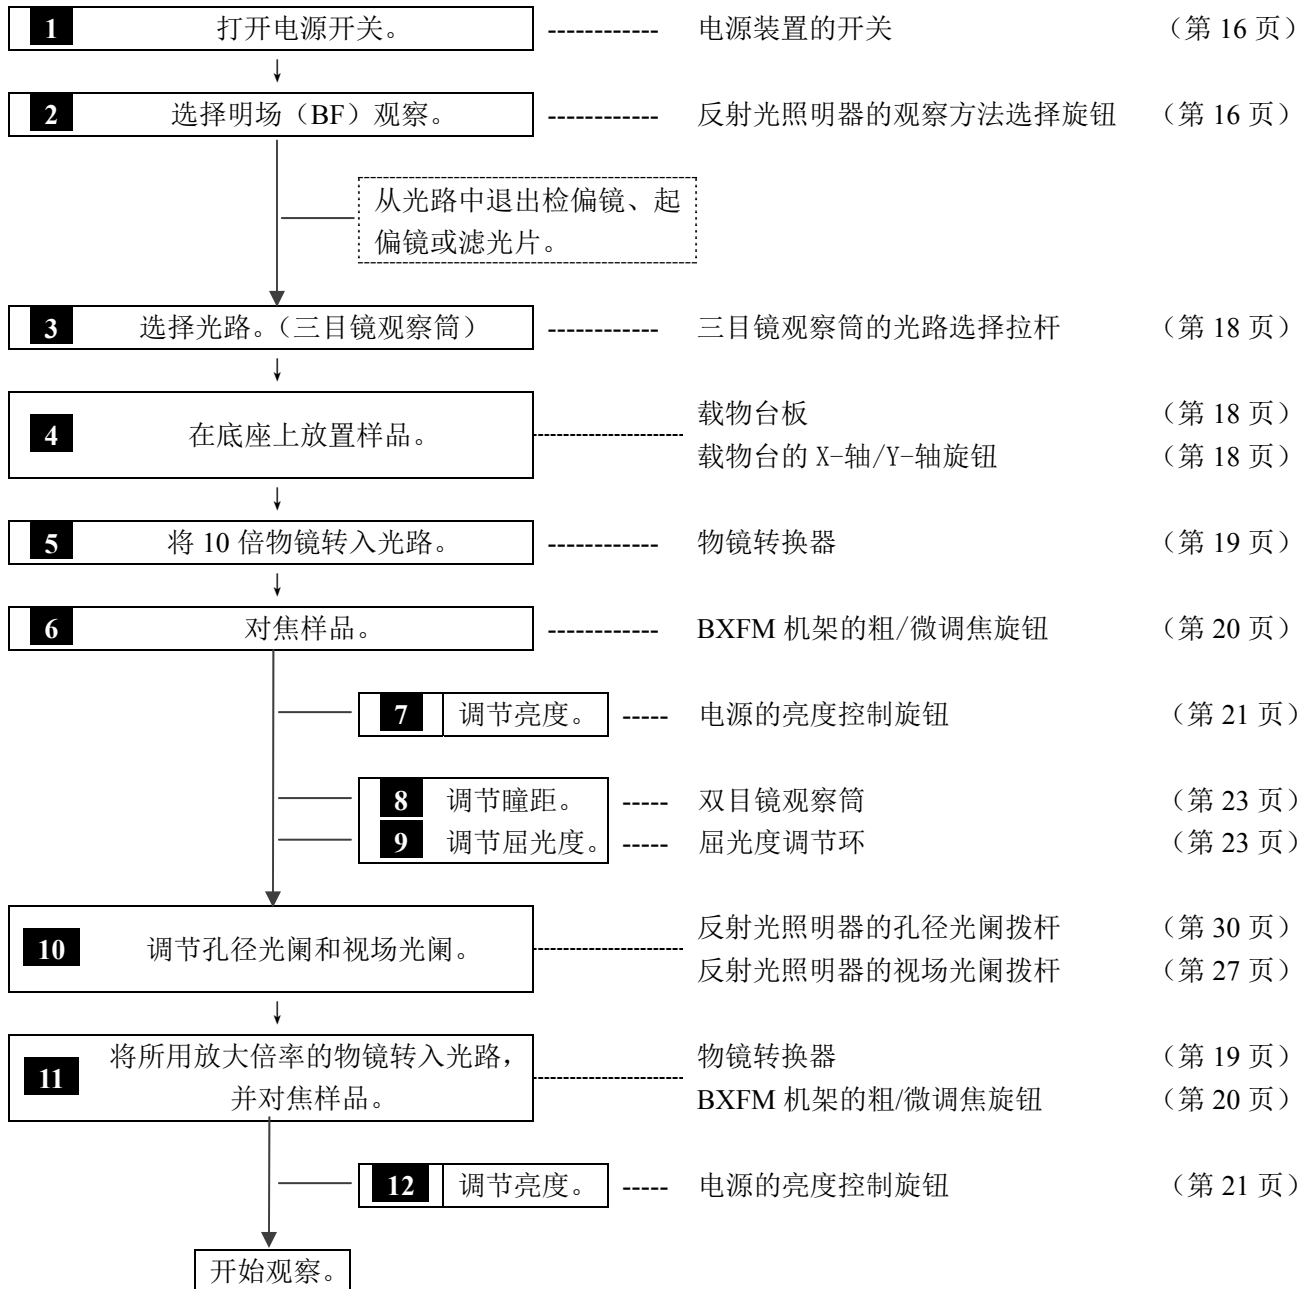 1 打开电源开关。 ------------ 电源装置的开关 （第 16 页）
2 选择明场（BF）观察。 ------------ 反射光照明器的观察方法选择旋钮 （第 16 页）
从光路中退出检偏镜、起
偏镜或滤光片。
3 选择光路。（三目镜观察筒） ------------ 三目镜观察筒的光路选择拉杆 （第 18 页）
4 在底座上放置样品。
载物台板 （第 18 页）
载物台的 X-轴/Y-轴旋钮 （第 18 页）
5 将 10 倍物镜转入光路。 ------------ 物镜转换器 （第 19 页）
6 对焦样品。 ------------ BXFM 机架的粗/微调焦旋钮 （第 20 页）
7 调节亮度。 ----- 电源的亮度控制旋钮 （第 21 页）
8 调节瞳距。 ----- 双目镜观察筒 （第 23 页）
9 调节屈光度。 ----- 屈光度调节环 （第 23 页）
10 调节孔径光阑和视场光阑。
反射光照明器的孔径光阑拨杆 （第 30 页）
反射光照明器的视场光阑拨杆 （第 27 页）
11 将所用放大倍率的物镜转入光路，
并对焦样品。
物镜转换器 （第 19 页）
BXFM 机架的粗/微调焦旋钮 （第 20 页）
12 调节亮度。 ----- 电源的亮度控制旋钮 （第 21 页）
开始观察。